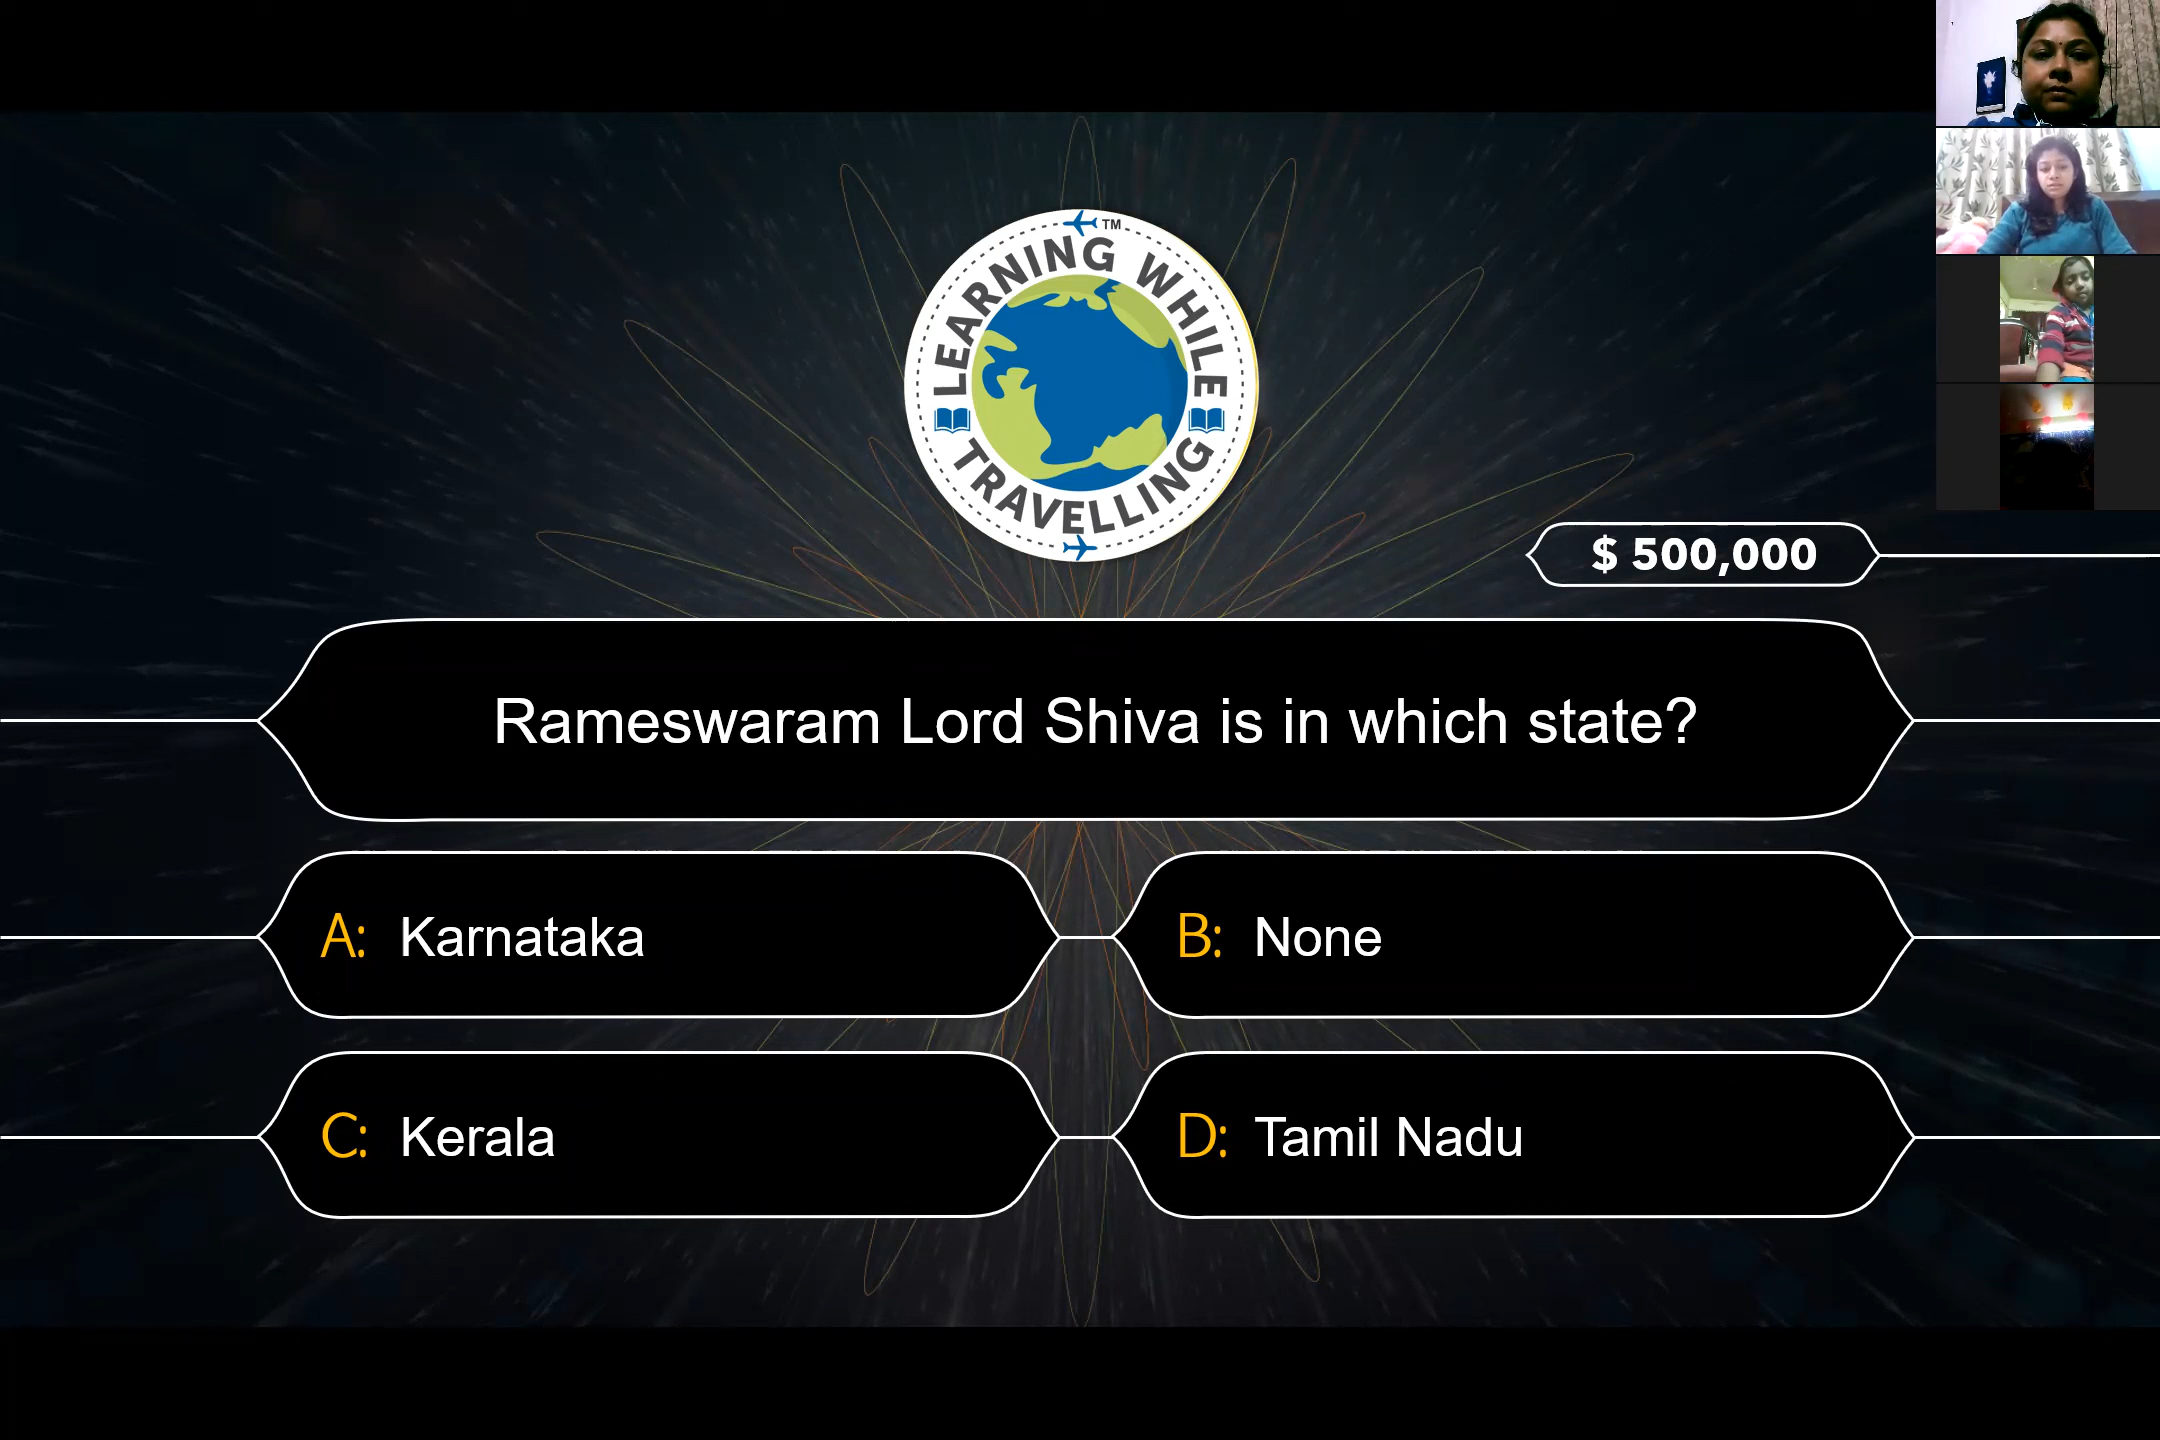 TM
LEARNING WHILE
TRAVELLING
$ 500,000
Rameswaram Lord Shiva is in which state?
A: Karnataka
B: None
C: Kerala
D: Tamil Nadu